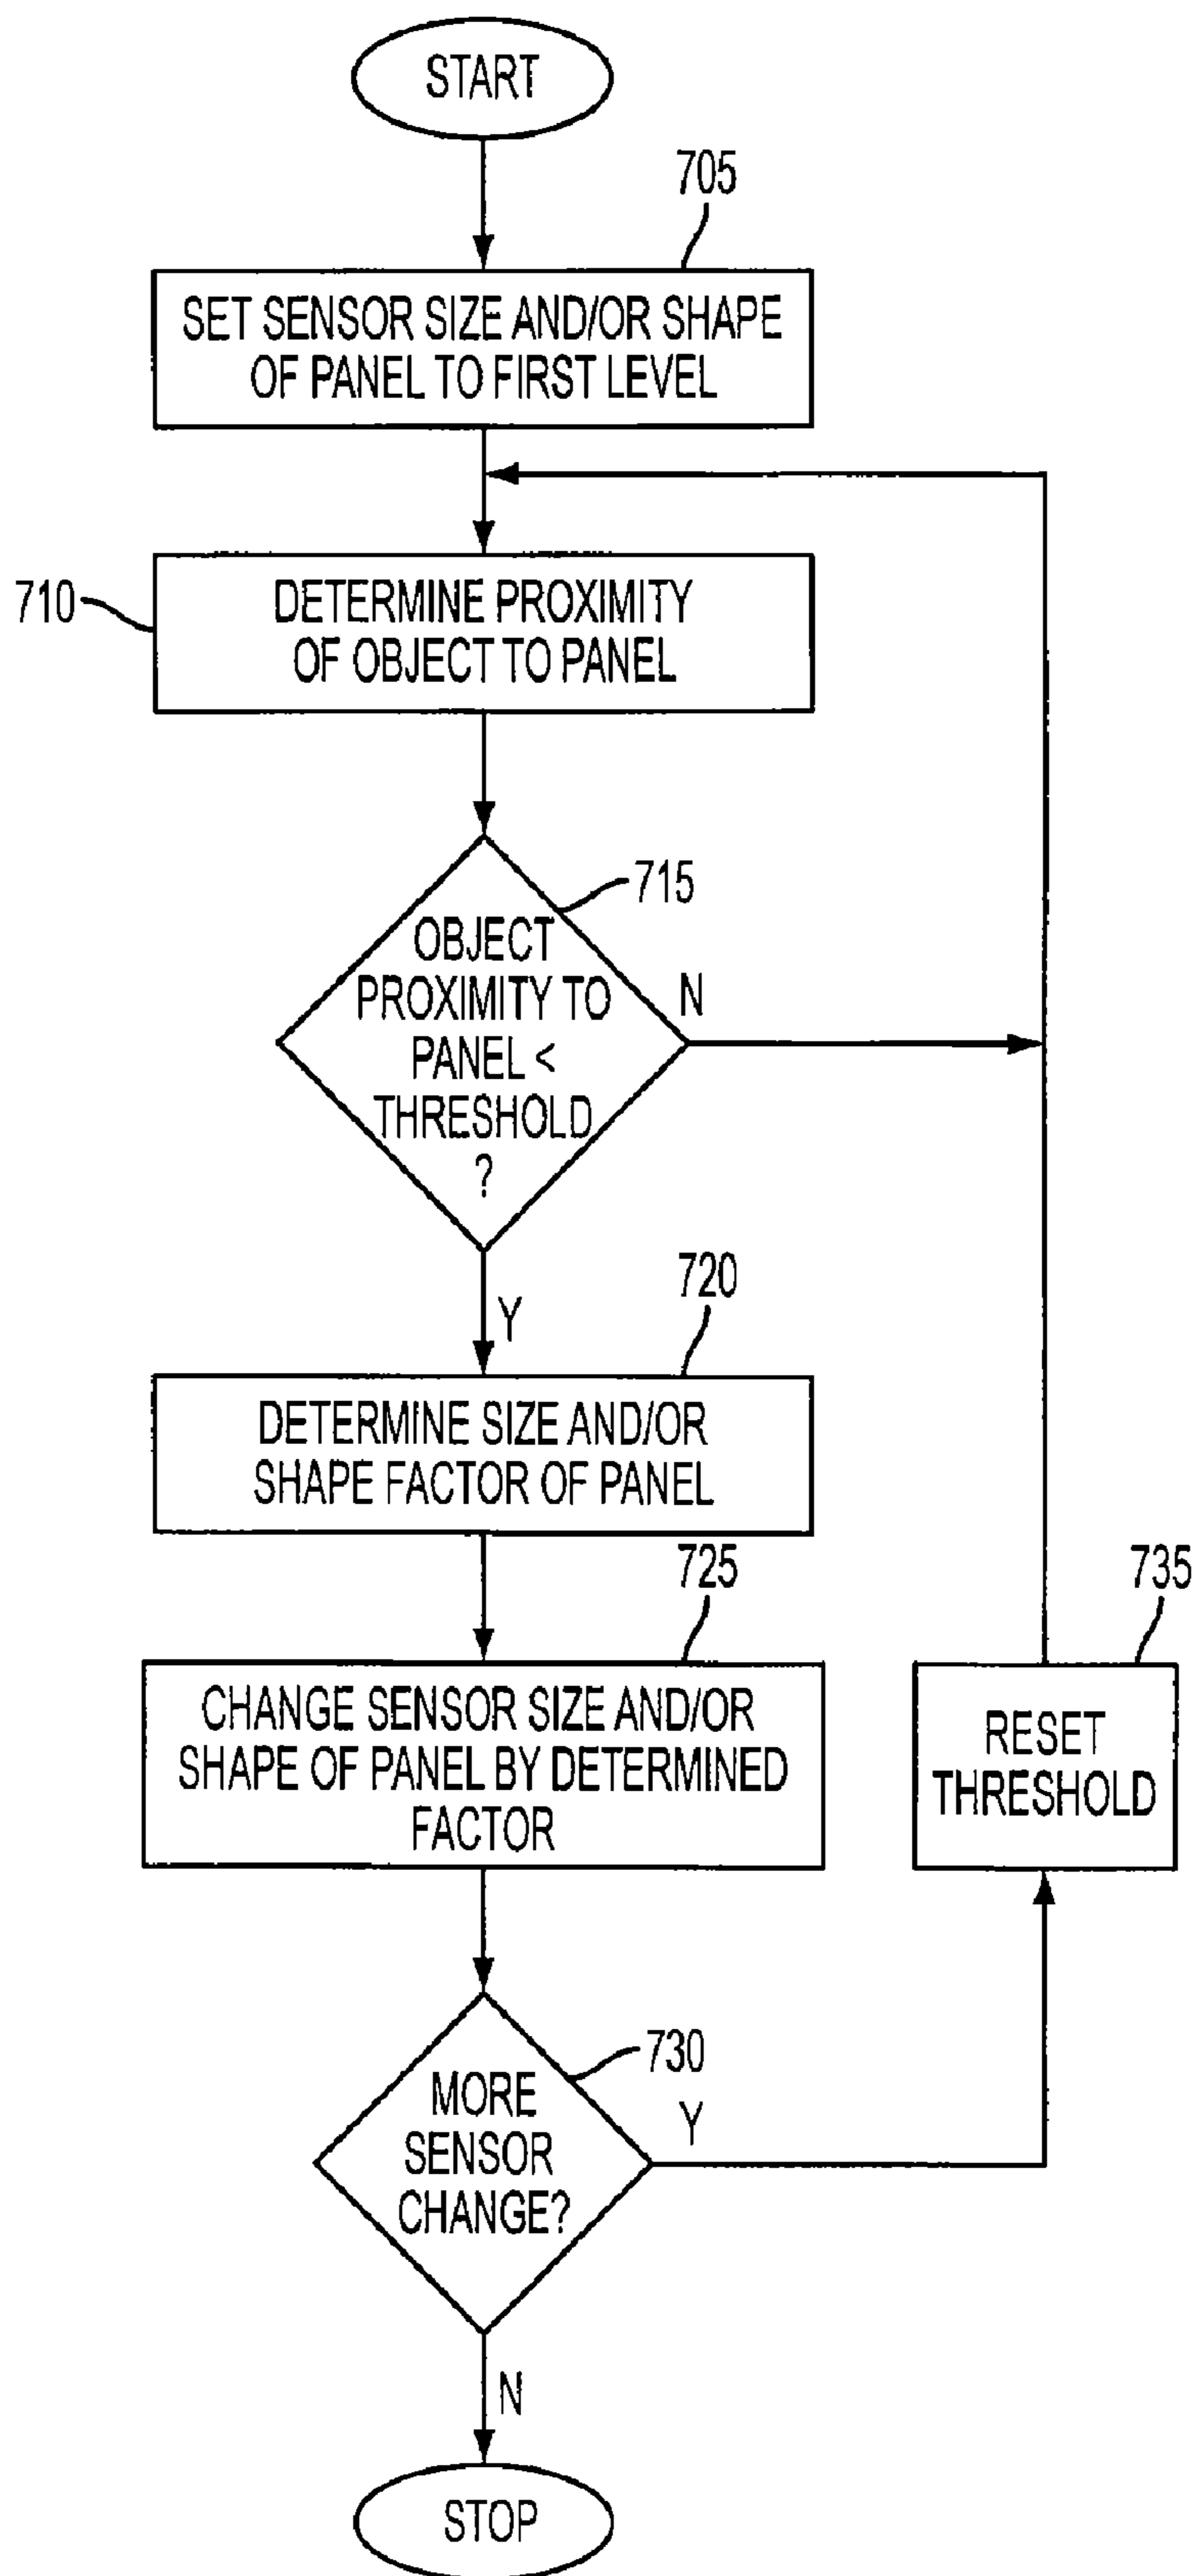 START
705
SET SENSOR SIZE AND/OR SHAPE
OF PANEL TO FIRST LEVEL
710
DETERMINE PROXIMITY
OF OBJECT TO PANEL
715
OBJECT
PROXIMITY TO
PANEL <
THRESHOLD
?
N
Y
720
DETERMINE SIZE AND/OR
SHAPE FACTOR OF PANEL
725
CHANGE SENSOR SIZE AND/OR
SHAPE OF PANEL BY DETERMINED
FACTOR
735
RESET
THRESHOLD
730
MORE
SENSOR
CHANGE?
Y
N
STOP